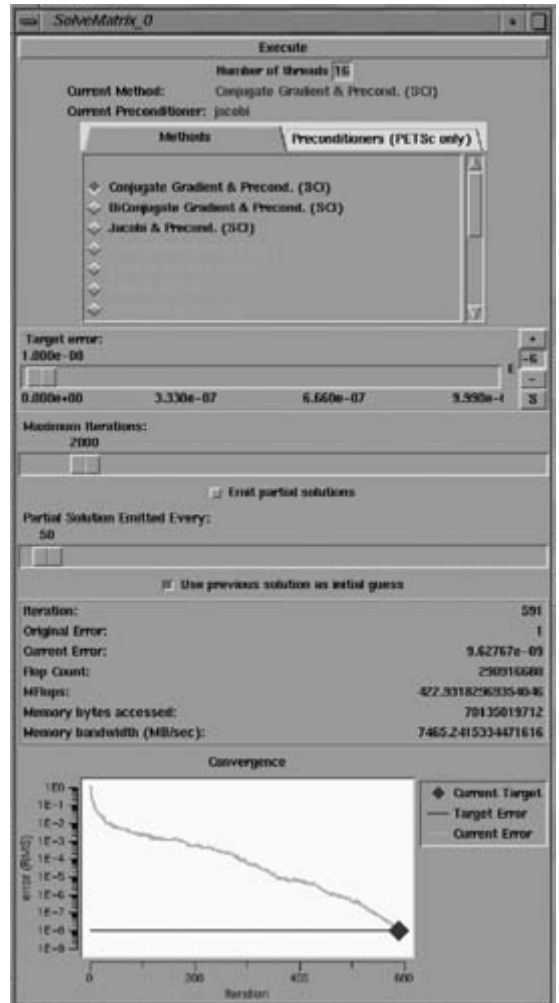 SolveMatrix_0
Execute
Number of threads 16
Current Method: Conjugate Gradient & Precond. (SCI)
Current Preconditioner: jacobi
Methods Preconditioners (PETSc only)
Conjugate Gradient & Precond. (SCI)
BiConjugate Gradient & Precond. (SCI)
Jacobi & Precond. (SCI)
Target error:
1.000e-08
+
E -6
-
0.000e+00 3.330e-07 6.660e-07 9.990e-
S
Maximum Iterations:
2000
Emit partial solutions
Partial Solution Emitted Every:
50
Use previous solution as initial guess
Iteration: 591
Original Error: 1
Current Error: 9.62767e-09
Flop Count: 290916680
MFlops:
Memory bytes accessed:
Memory bandwidth (MB/sec): 7465.2415334471616
Convergence
1E0
1E-1
1E-2
1E-3
1E-4
1E-5
1E-6
1E-7
1E-8
1E-9
error (RMS)
0 200 400 600
Iteration
Current Target
Target Error
Current Error